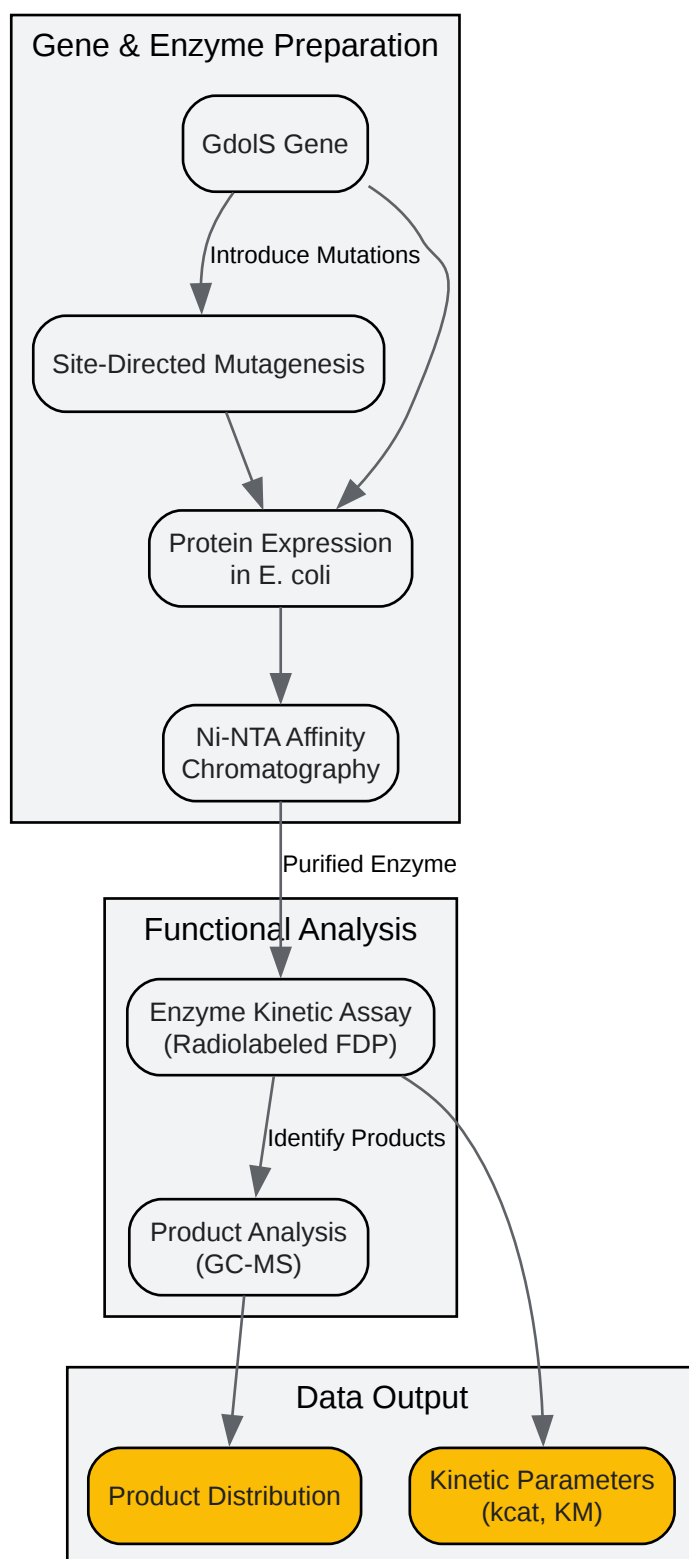 Gene & Enzyme Preparation
GdolS Gene
Introduce Mutations
Site-Directed Mutagenesis
Protein Expression
in E. coli
Ni-NTA Affinity
Chromatography
Purified Enzyme
Functional Analysis
Enzyme Kinetic Assay
(Radiolabeled FDP)
Identify Products
Product Analysis
(GC-MS)
Data Output
Product Distribution
Kinetic Parameters
(kcat, KM)